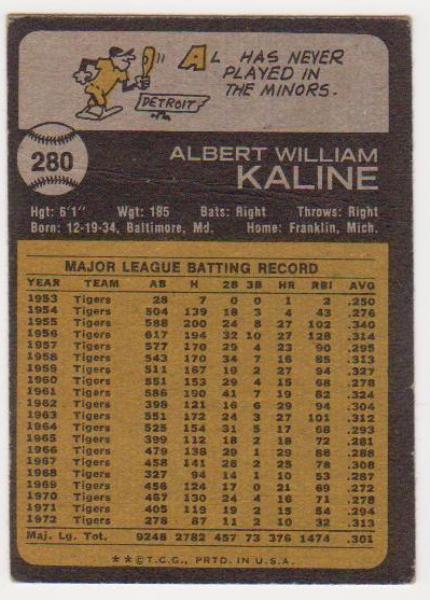 AL HAS NEVER
PLAYED IN
THE MINORS.
DETROIT
280
ALBERT WILLIAM
KALINE
Hgt: 6'1" Wgt: 185 Bats: Right Throws: Right
Born: 12-19-34, Baltimore, Md. Home: Franklin, Mich.
MAJOR LEAGUE BATTING RECORD
YEAR TEAM AB H 2B 3B HR RBI AVG
1953 Tigers 28 7 0 0 1 2 .250
1954 Tigers 504 139 18 3 4 43 .276
1955 Tigers 588 200 24 8 27 102 .340
1956 Tigers 617 194 32 10 27 128 .314
1957 Tigers 577 170 29 4 23 90 .295
1958 Tigers 543 170 34 7 16 85 .313
1959 Tigers 511 167 19 2 27 94 .327
1960 Tigers 551 153 29 4 15 68 .278
1961 Tigers 586 190 41 7 19 82 .324
1962 Tigers 398 121 16 6 29 94 .304
1963 Tigers 551 172 24 3 27 101 .312
1964 Tigers 525 154 31 5 17 68 .293
1965 Tigers 399 112 18 2 18 72 .281
1966 Tigers 479 138 29 1 29 88 .288
1967 Tigers 458 141 28 2 25 78 .308
1968 Tigers 327 94 14 1 10 53 .287
1969 Tigers 456 124 17 0 21 69 .272
1970 Tigers 467 130 24 4 16 71 .278
1971 Tigers 405 119 19 2 15 54 .294
1972 Tigers 278 87 11 2 10 32 .313
Maj. Lg. Tot. 9248 2782 457 73 376 1474 .301
**©T.C.G., PRTD. IN U.S.A.